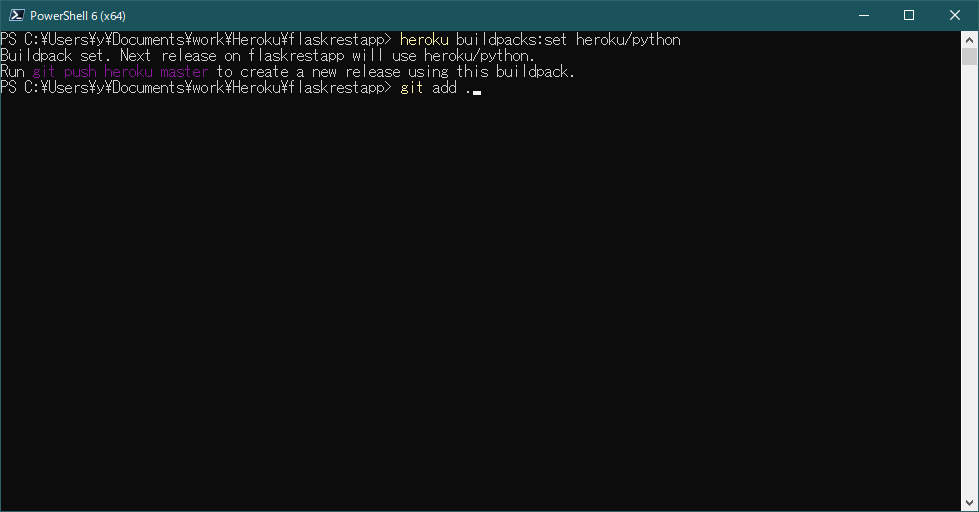 PowerShell 6 (x64)
PS C:¥Users¥y¥Documents¥work¥Heroku¥flaskrestapp> heroku buildpacks:set heroku/python
Buildpack set. Next release on flaskrestapp will use heroku/python.
Run git push heroku master to create a new release using this buildpack.
PS C:¥Users¥y¥Documents¥work¥Heroku¥flaskrestapp> git add .